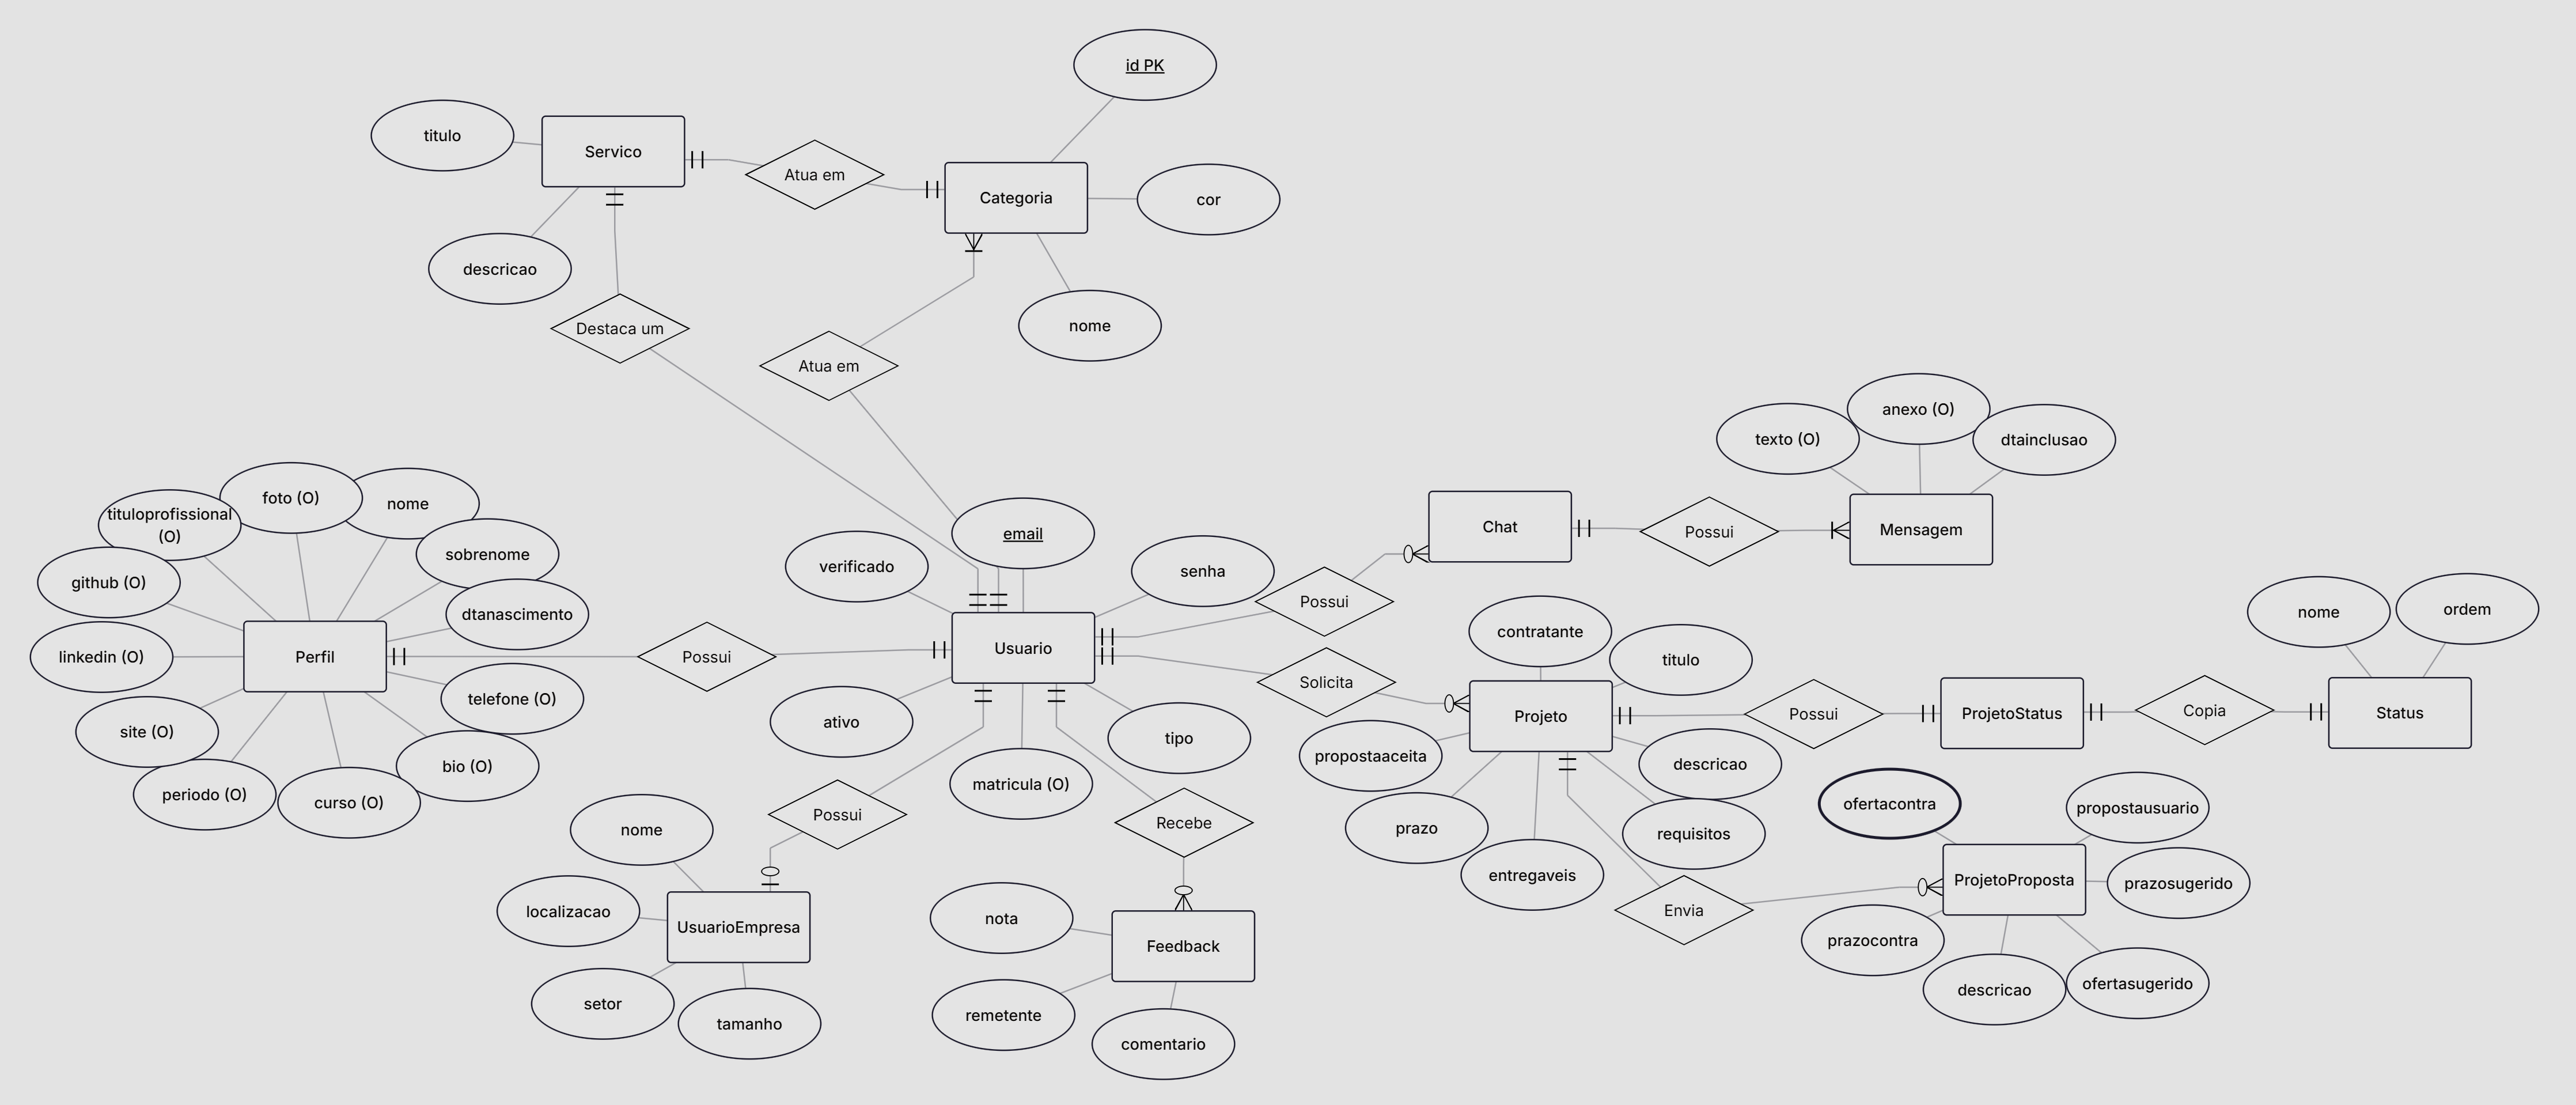 id PK
titulo
Servico
Atua em
Categoria
cor
descricao
Destaca um
nome
Atua em
texto (O)
anexo (O)
dtainclusao
Chat
Possui
Mensagem
tituloprofissional
(O)
foto (O)
nome
sobrenome
github (O)
dtanascimento
linkedin (O)
Perfil
telefone (O)
site (O)
periodo (O)
curso (O)
bio (O)
Possui
verificado
email
senha
Usuario
ativo
matricula (O)
tipo
Possui
Solicita
contratante
titulo
Projeto
propostaaceita
descricao
prazo
entregaveis
requisitos
Possui
ProjetoStatus
Copia
Status
nome
ordem
Possui
nome
localizacao
UsuarioEmpresa
setor
tamanho
Recebe
nota
Feedback
remetente
comentario
Envia
ofertacontra
propostausuario
ProjetoProposta
prazosugerido
prazocontra
descricao
ofertasugerido